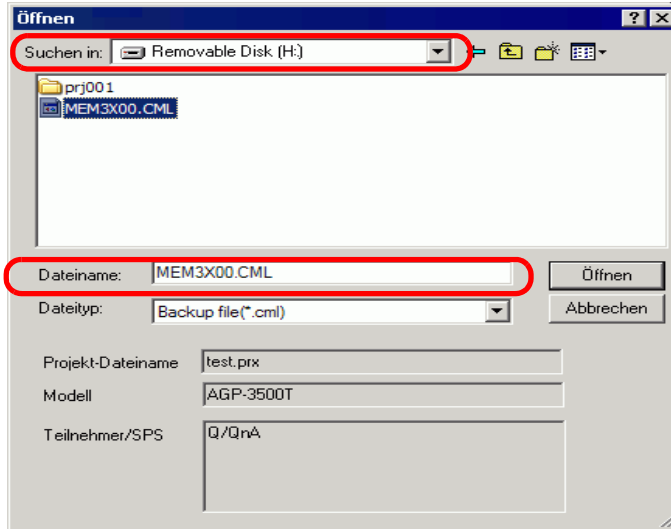 Öffnen
Suchen in: Removable Disk (H:)
prj001
MEM3X00.CML
Dateiname: MEM3X00.CML Öffnen
Dateityp: Backup file(*.cml) Abbrechen
Projekt-Dateiname test.prx
Modell AGP-3500T
Teilnehmer/SPS Q/QnA